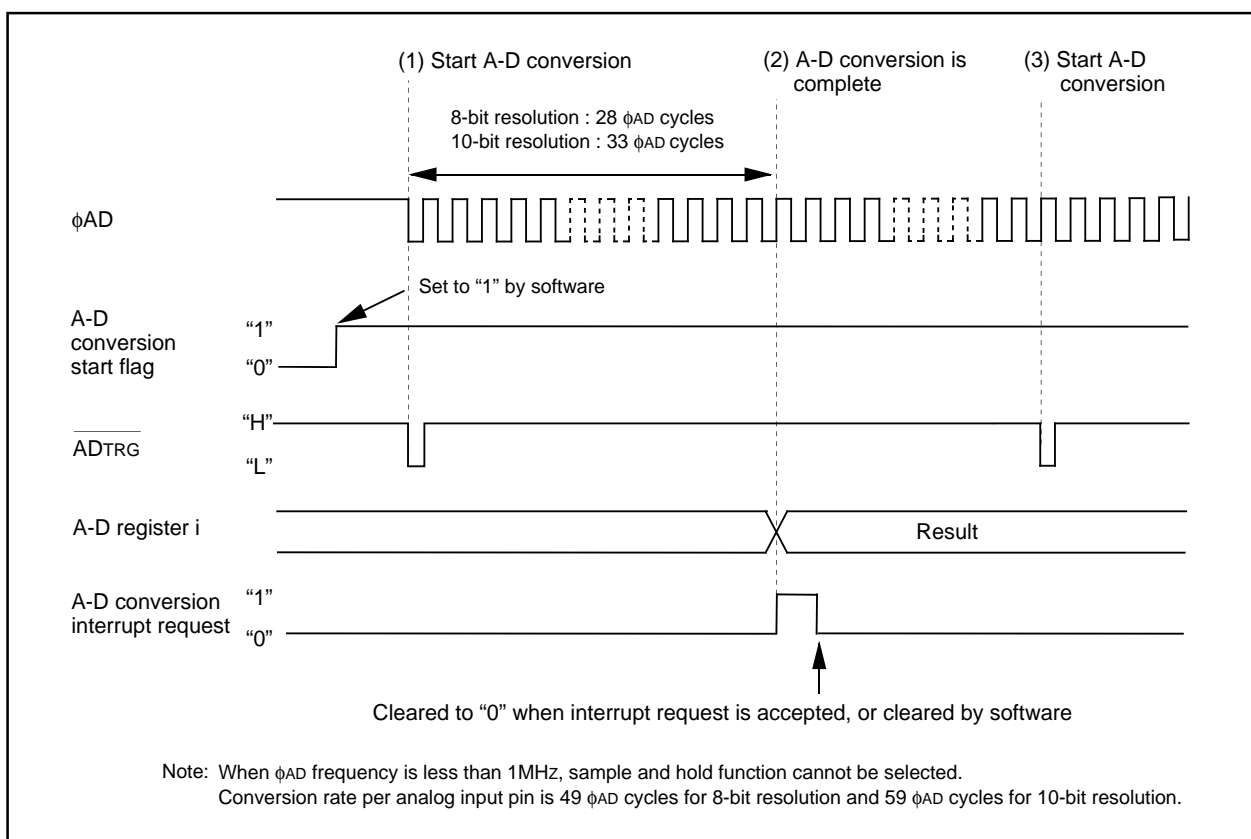 (1) Start A-D conversion
(2) A-D conversion is
complete
(3) Start A-D
conversion
8-bit resolution : 28 ϕAD cycles
10-bit resolution : 33 ϕAD cycles
ϕAD
Set to “1” by software
A-D
conversion
start flag
“1”
“0”
ADTRG
“H”
“L”
A-D register i
Result
A-D conversion
interrupt request
“1”
“0”
Cleared to “0” when interrupt request is accepted, or cleared by software
Note: When ϕAD frequency is less than 1MHZ, sample and hold function cannot be selected.
Conversion rate per analog input pin is 49 ϕAD cycles for 8-bit resolution and 59 ϕAD cycles for 10-bit resolution.